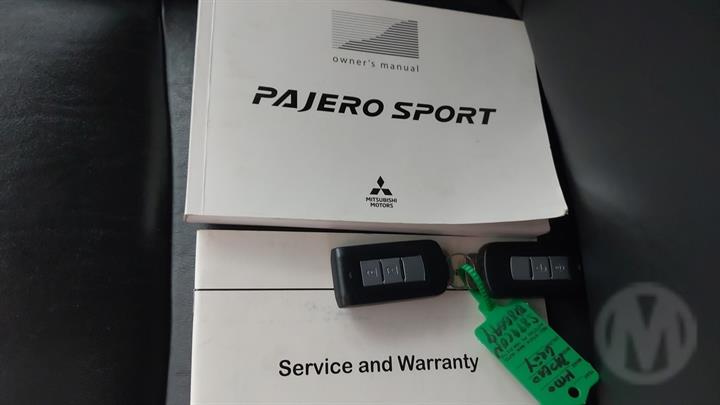 owner's manual
PAJERO SPORT
MITSUBISHI
MOTORS
Service and Warranty
M